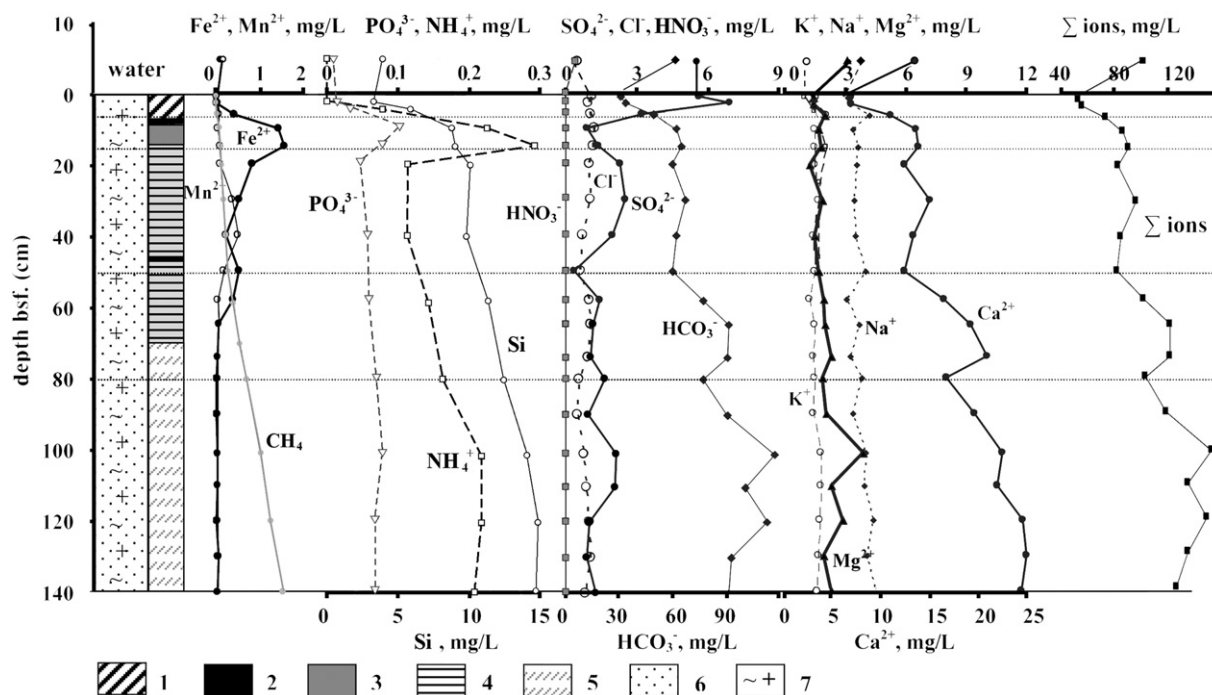 Fe²⁺, Mn²⁺, mg/L PO₄³⁻, NH₄⁺, mg/L SO₄²⁻, Cl⁻, HNO₃⁻, mg/L K⁺, Na⁺, Mg²⁺, mg/L ∑ ions, mg/L
10
water
0 1 2
0 0.1 0.2 0.3
0 3 6 9
0 3 6 9 12
40 80 120
0
20
40
60
80
100
120
140
depth bsf. (cm)
Fe²⁺
Mn²⁺
CH₄
PO₄³⁻
NH₄⁺
Si
HNO₃⁻
Cl⁻
SO₄²⁻
HCO₃⁻
K⁺
Na⁺
Mg²⁺
Ca²⁺
∑ ions
0 5 10 15
0 30 60 90
0 5 10 15 20 25
Si , mg/L HCO₃⁻, mg/L Ca²⁺, mg/L
1 2 3 4 5 6 ~ + 7